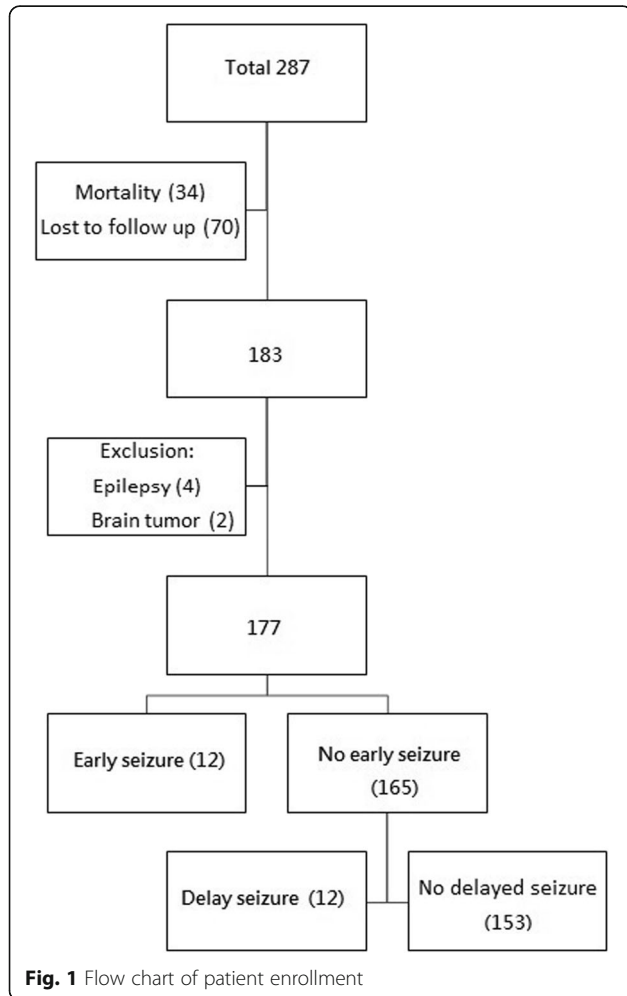 Total 287
Mortality (34)
Lost to follow up (70)
183
Exclusion:
Epilepsy (4)
Brain tumor (2)
177
Early seizure (12)
No early seizure
(165)
Delay seizure (12)
No delayed seizure
(153)
Fig. 1 Flow chart of patient enrollment